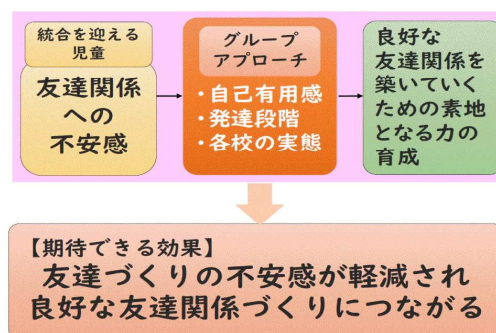 統合を迎える
児童
友達関係
への
不安感
グループ
アプローチ
・自己有用感
・発達段階
・各校の実態
良好な
友達関係を
築いていく
ための素地
となる力の
育成
【期待できる効果】
友達づくりの不安感が軽減され
良好な友達関係づくりにつながる